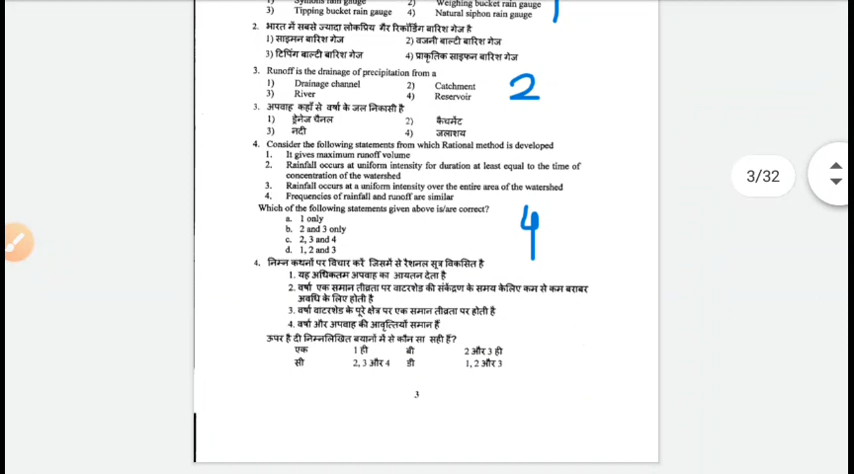 1) Symons rain gauge 2) Weighing bucket rain gauge
3) Tipping bucket rain gauge 4) Natural siphon rain gauge
2. भारत में सबसे ज्यादा लोकप्रिय गैर रिकॉर्डिंग बारिश गेज है
1) साइमन बारिश गेज 2) वजनी बाल्टी बारिश गेज
3) टिपिंग बाल्टी बारिश गेज 4) प्राकृतिक साइफन बारिश गेज
3. Runoff is the drainage of precipitation from a
1) Drainage channel 2) Catchment
3) River 4) Reservoir
2
3. अपवाह कहाँ से वर्षा के जल निकासी है
1) ड्रेनेज चैनल 2) कैचमेंट
3) नदी 4) जलाशय
3/32
4. Consider the following statements from which Rational method is developed
1. It gives maximum runoff volume
2. Rainfall occurs at uniform intensity for duration at least equal to the time of
concentration of the watershed
3. Rainfall occurs at a uniform intensity over the entire area of the watershed
4. Frequencies of rainfall and runoff are similar
Which of the following statements given above is/are correct?
a. 1 only
b. 2 and 3 only
c. 2, 3 and 4
d. 1, 2 and 3
4
4. निम्न कथनों पर विचार करें जिसमें से रैशनल सूत्र विकसित है
1. यह अधिकतम अपवाह का आयतन देता है
2. वर्षा एक समान तीव्रता पर वाटरशेड की संकेंद्रण के समय केलिए कम से कम बराबर
अवधि के लिए होती है
3. वर्षा वाटरशेड के पूरे क्षेत्र पर एक समान तीव्रता पर होती है
4. वर्षा और अपवाह की आवृत्तियाँ समान हैं
ऊपर है दी निम्नलिखित बयानों में से कौन सा सही हैं?
एक 1 ही बी 2 और 3 ही
सी 2, 3 और 4 डी 1, 2 और 3
3